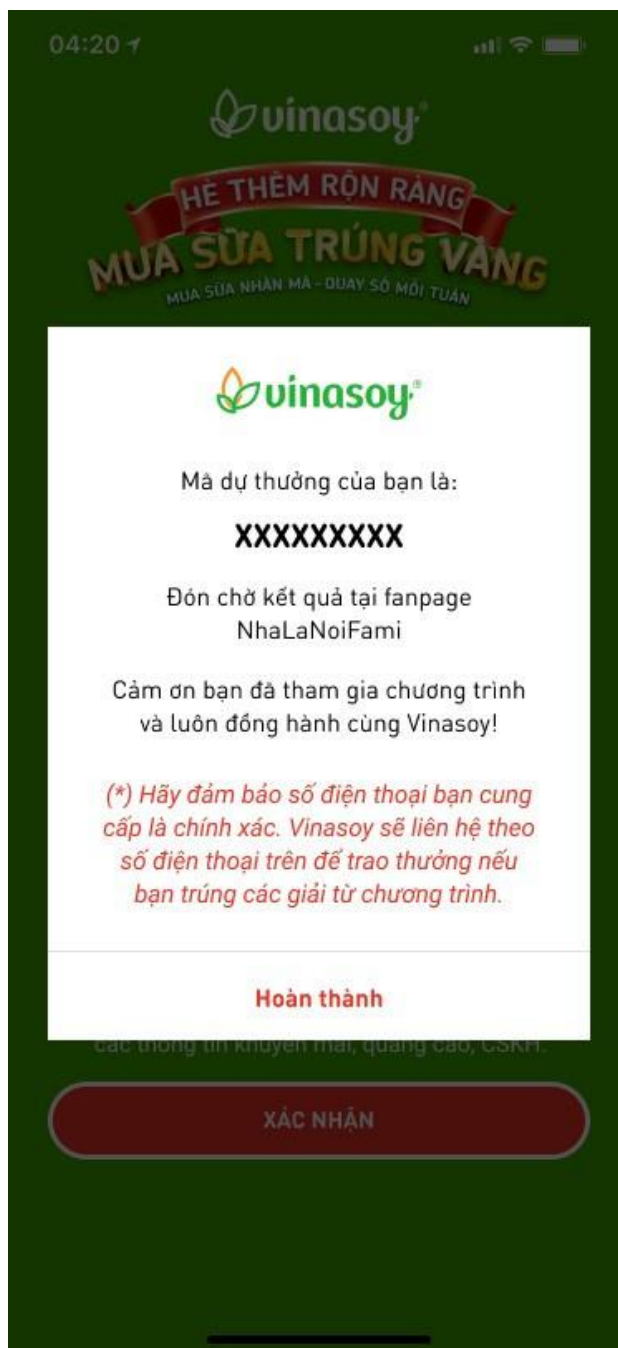 04:20
vinasoy
HÈ THÊM RỘN RÀNG
MUA SỮA TRÚNG VÀNG
MUA SỮA NHẬN MÃ - QUAY SỐ MỖI TUẦN
vinasoy
Mã dự thưởng của bạn là:
XXXXXXXXX
Đón chờ kết quả tại fanpage
NhaLaNoiFami
Cảm ơn bạn đã tham gia chương trình
và luôn đồng hành cùng Vinasoy!
(*) Hãy đảm bảo số điện thoại bạn cung
cấp là chính xác. Vinasoy sẽ liên hệ theo
số điện thoại trên để trao thưởng nếu
bạn trúng các giải từ chương trình.
Hoàn thành
các thông tin khuyến mãi, quảng cáo, CSKH.
XÁC NHẬN